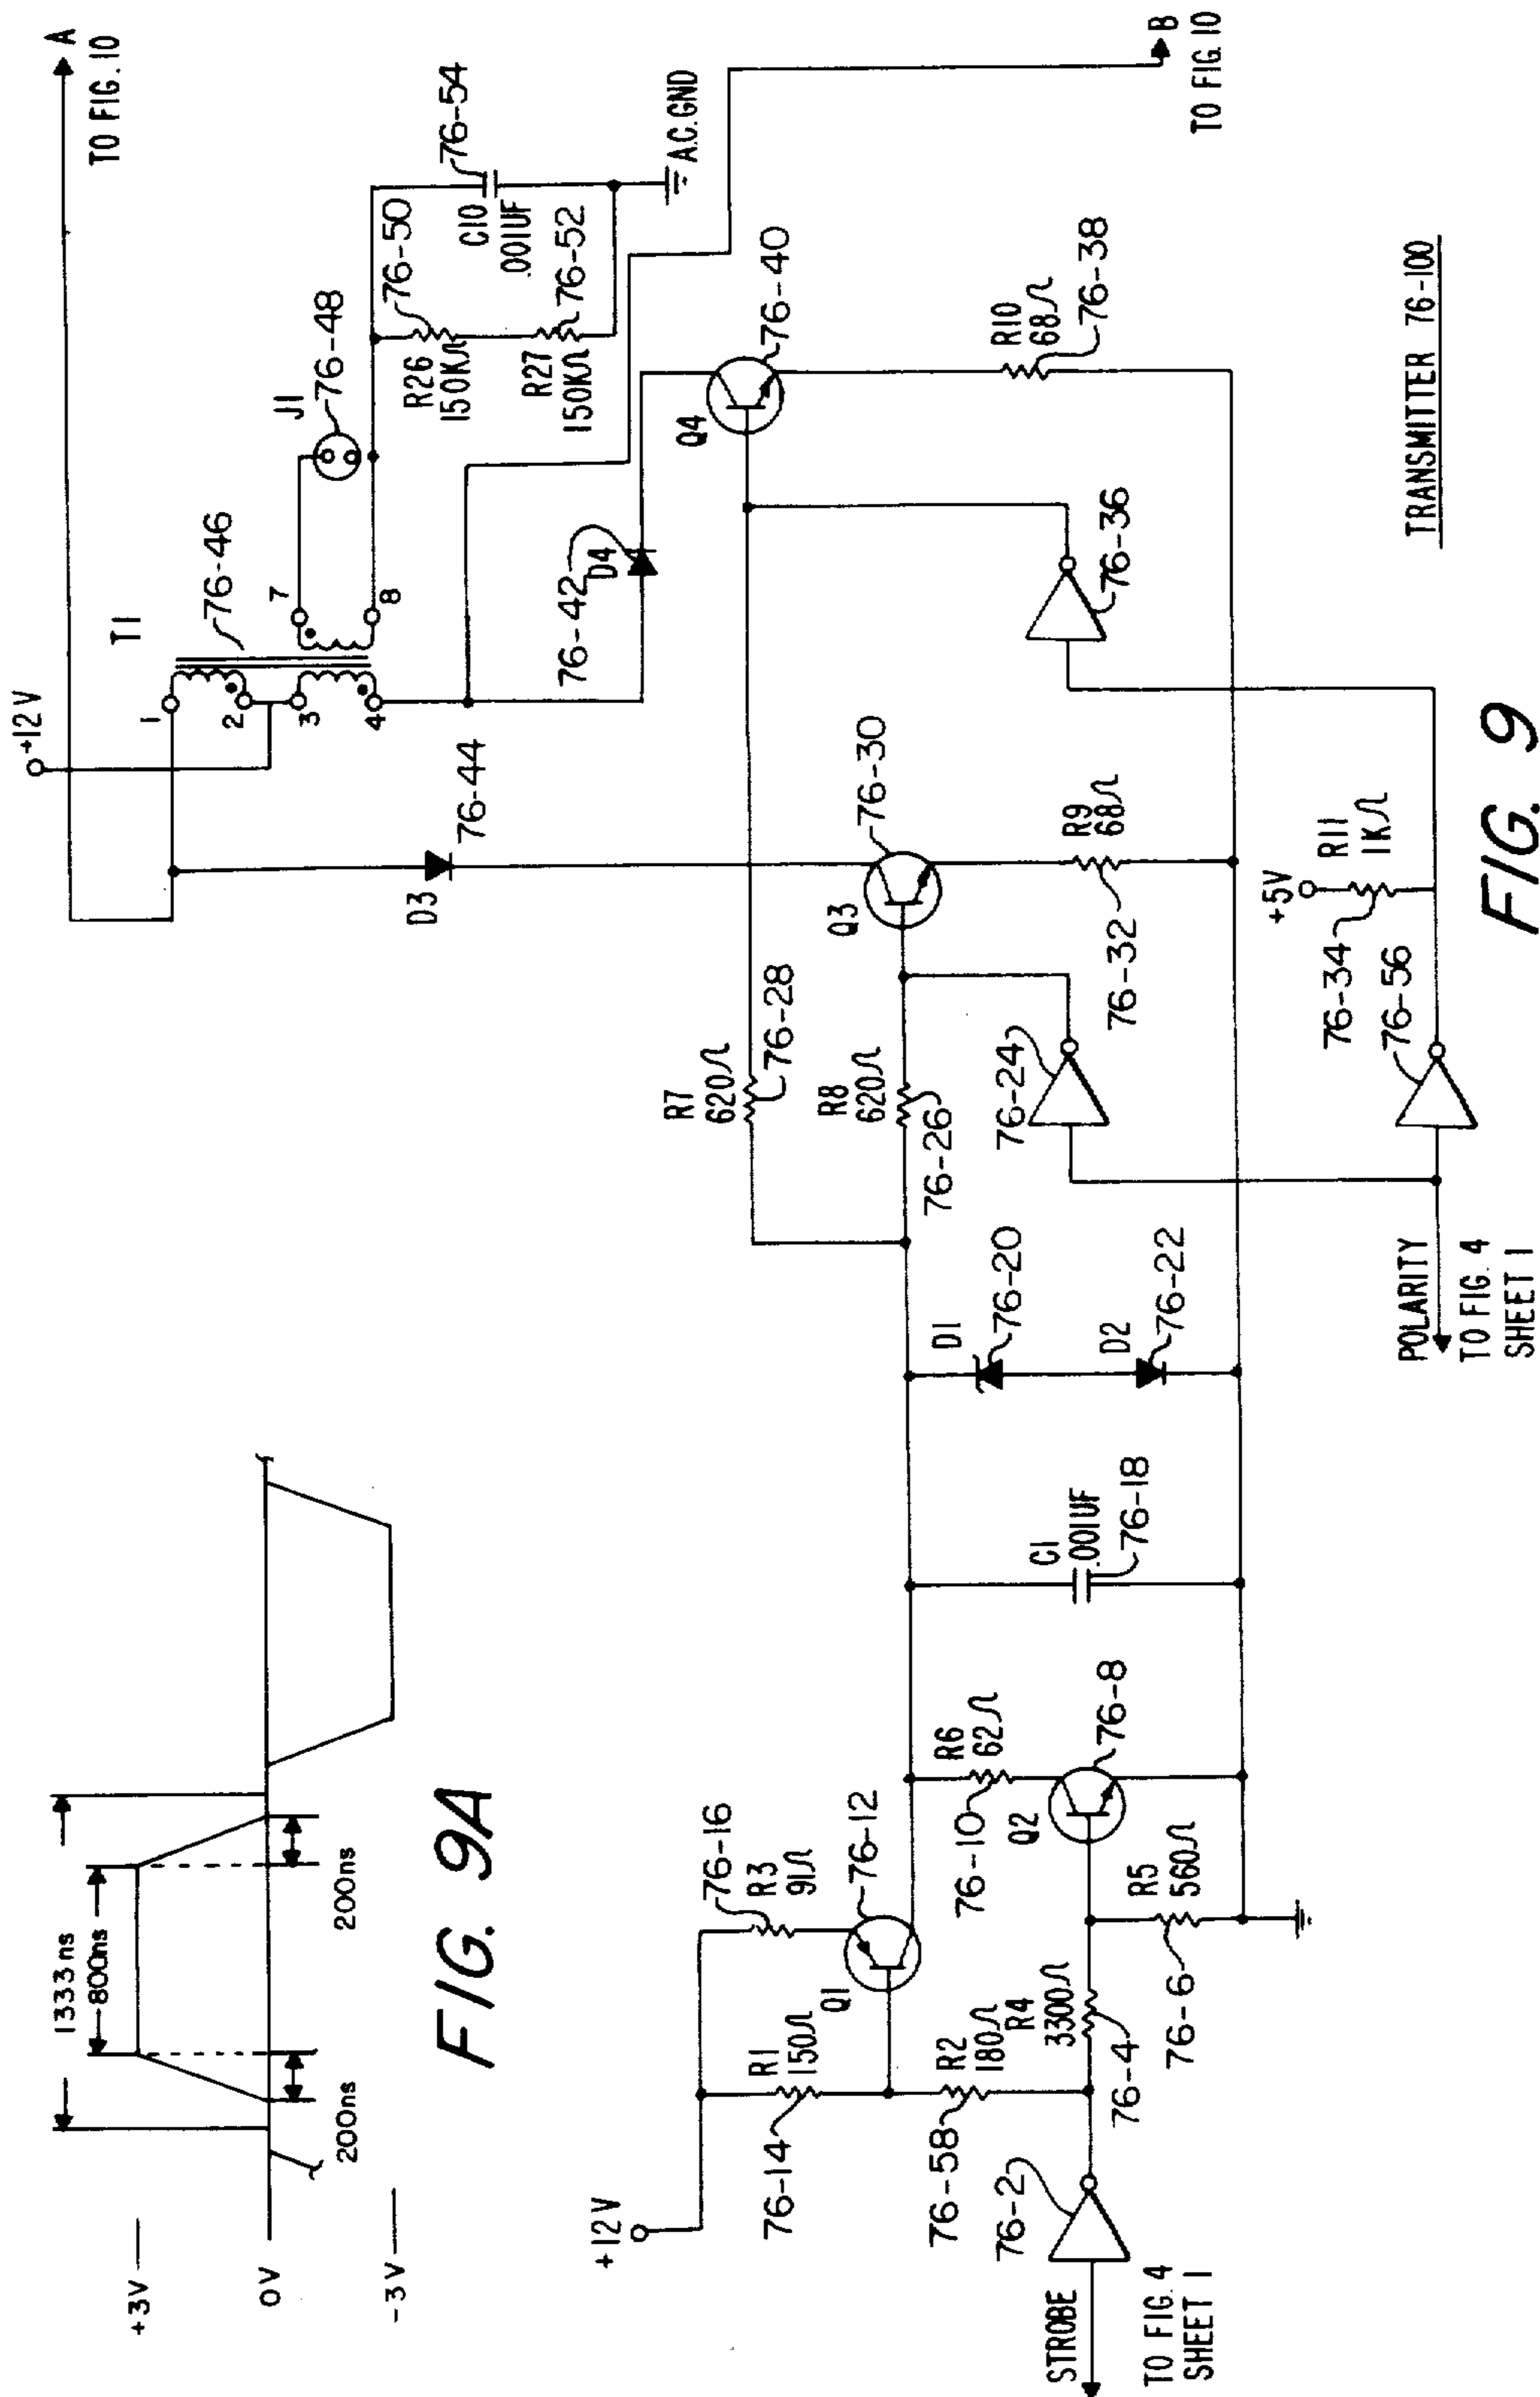 +12V
A
TO FIG. 10
1
2
3
4
T1
76-46
7
8
J1
76-48
76-50
R26
150KΩ
R27
150KΩ
76-52
C10
.001UF
76-54
A.C. GND
B
TO FIG. 10
D3
76-44
76-42
D4
Q4
76-40
R10
68Ω
76-38
R7
620Ω
76-28
R8
620Ω
76-26
Q3
76-30
R9
68Ω
76-32
76-24
76-36
+5V
R11
1KΩ
76-34
76-56
POLARITY
TO FIG. 4
SHEET 1
D1
76-20
D2
76-22
C1
.001UF
76-18
+12V
R1
150Ω
76-14
76-16
R3
91Ω
Q1
76-12
R2
180Ω
76-58
R4
3300Ω
76-4
76-10
R6
62Ω
Q2
76-8
R5
560Ω
76-6
76-2
STROBE
TO FIG. 4
SHEET 1
TRANSMITTER 76-100
FIG. 9
1333ns
800ns
200ns
200ns
+3V
0V
-3V
FIG. 9A